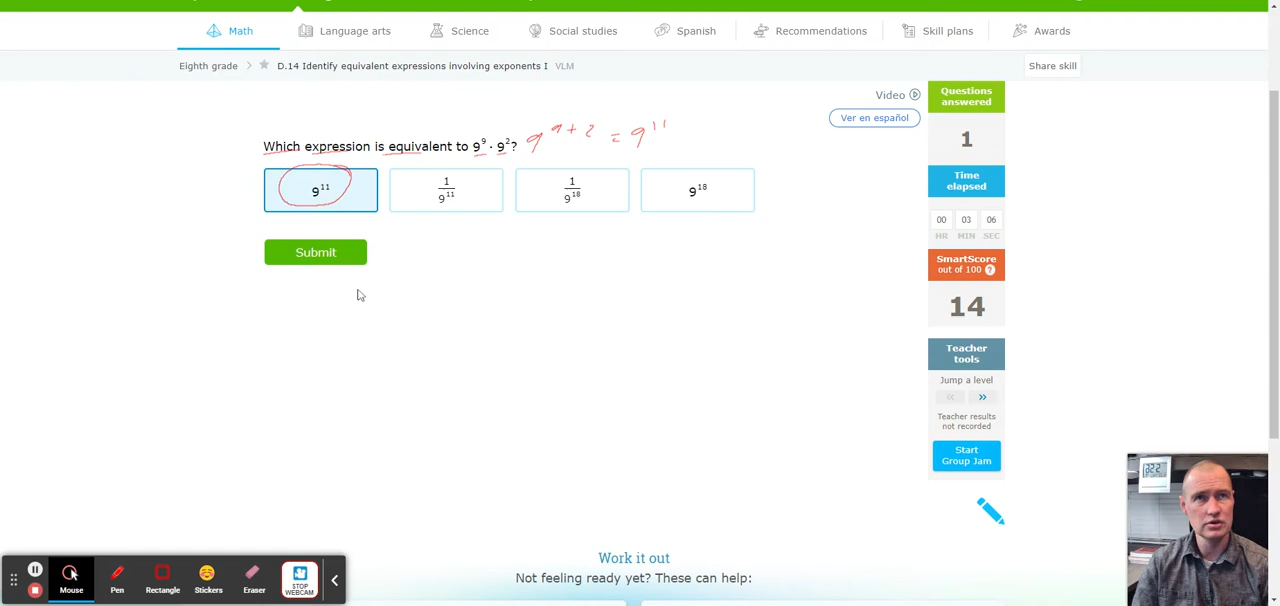 Math Language arts Science Social studies Spanish Recommendations Skill plans Awards
Eighth grade > D.14 Identify equivalent expressions involving exponents I VLM Share skill
Video
Ver en español
Which expression is equivalent to 9⁹ · 9²? 9⁹⁺² = 9¹¹
9¹¹ 1/9¹¹ 1/9¹⁸ 9¹⁸
Submit
Questions
answered
1
Time
elapsed
00 03 06
HR MIN SEC
SmartScore
out of 100 ?
14
Teacher
tools
Jump a level
<< >>
Teacher results
not recorded
Start
Group Jam
Work it out
Not feeling ready yet? These can help:
Mouse Pen Rectangle Stickers Eraser STOP
WEBCAM